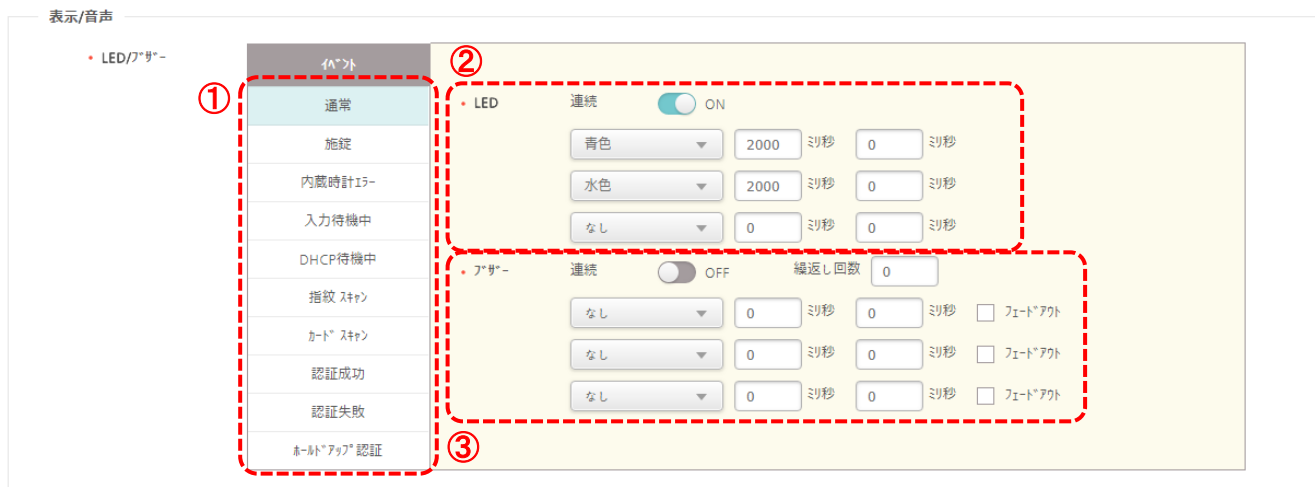 表示/音声
• LED/ﾌﾞｻﾞｰ
ｲﾍﾞﾝﾄ
①
通常
施錠
内蔵時計ｴﾗｰ
入力待機中
DHCP待機中
指紋 ｽｷｬﾝ
ｶｰﾄﾞ ｽｷｬﾝ
認証成功
認証失敗
ﾎｰﾙﾄﾞｱｯﾌﾟ認証
②
• LED 連続 ON
青色 2000 ﾐﾘ秒 0 ﾐﾘ秒
水色 2000 ﾐﾘ秒 0 ﾐﾘ秒
なし 0 ﾐﾘ秒 0 ﾐﾘ秒
• ﾌﾞｻﾞｰ 連続 OFF 繰返し回数 0
なし 0 ﾐﾘ秒 0 ﾐﾘ秒 ﾌｪｰﾄﾞｱｳﾄ
なし 0 ﾐﾘ秒 0 ﾐﾘ秒 ﾌｪｰﾄﾞｱｳﾄ
なし 0 ﾐﾘ秒 0 ﾐﾘ秒 ﾌｪｰﾄﾞｱｳﾄ
③